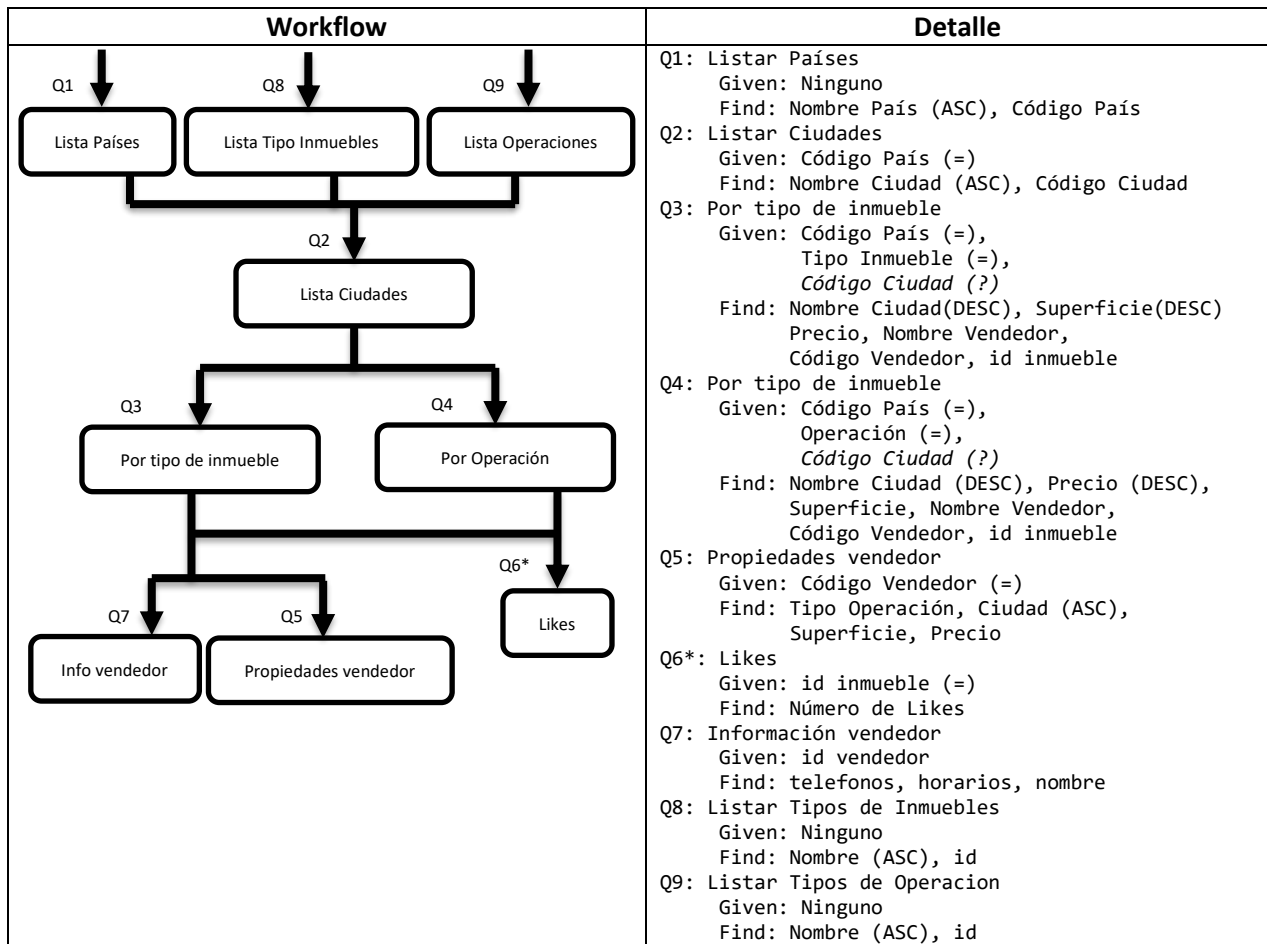 Workflow
Q1
Q8
Q9
Lista Países
Lista Tipo Inmuebles
Lista Operaciones
Q2
Lista Ciudades
Q3
Q4
Por tipo de inmueble
Por Operación
Q6*
Q7
Q5
Likes
Info vendedor
Propiedades vendedor
Detalle
Q1: Listar Países
Given: Ninguno
Find: Nombre País (ASC), Código País
Q2: Listar Ciudades
Given: Código País (=)
Find: Nombre Ciudad (ASC), Código Ciudad
Q3: Por tipo de inmueble
Given: Código País (=),
Tipo Inmueble (=),
Código Ciudad (?)
Find: Nombre Ciudad(DESC), Superficie(DESC)
Precio, Nombre Vendedor,
Código Vendedor, id inmueble
Q4: Por tipo de inmueble
Given: Código País (=),
Operación (=),
Código Ciudad (?)
Find: Nombre Ciudad (DESC), Precio (DESC),
Superficie, Nombre Vendedor,
Código Vendedor, id inmueble
Q5: Propiedades vendedor
Given: Código Vendedor (=)
Find: Tipo Operación, Ciudad (ASC),
Superficie, Precio
Q6*: Likes
Given: id inmueble (=)
Find: Número de Likes
Q7: Información vendedor
Given: id vendedor
Find: telefonos, horarios, nombre
Q8: Listar Tipos de Inmuebles
Given: Ninguno
Find: Nombre (ASC), id
Q9: Listar Tipos de Operacion
Given: Ninguno
Find: Nombre (ASC), id